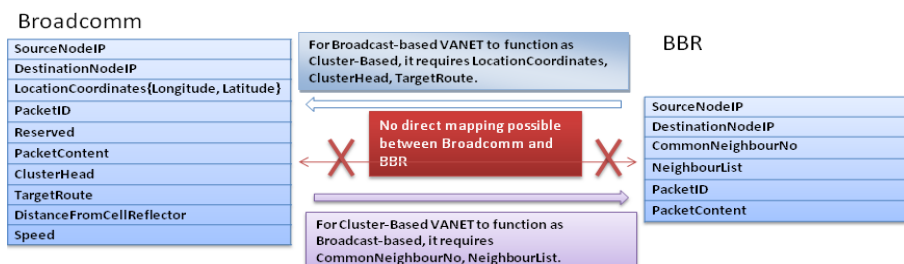 Broadcomm
SourceNodeIP
DestinationNodeIP
LocationCoordinates{Longitude, Latitude}
PacketID
Reserved
PacketContent
ClusterHead
TargetRoute
DistanceFromCellReflector
Speed
For Broadcast-based VANET to function as
Cluster-Based, it requires LocationCoordinates,
ClusterHead, TargetRoute.
No direct mapping possible
between Broadcomm and
BBR
For Cluster-Based VANET to function as
Broadcast-based, it requires
CommonNeighbourNo, NeighbourList.
BBR
SourceNodeIP
DestinationNodeIP
CommonNeighbourNo
NeighbourList
PacketID
PacketContent